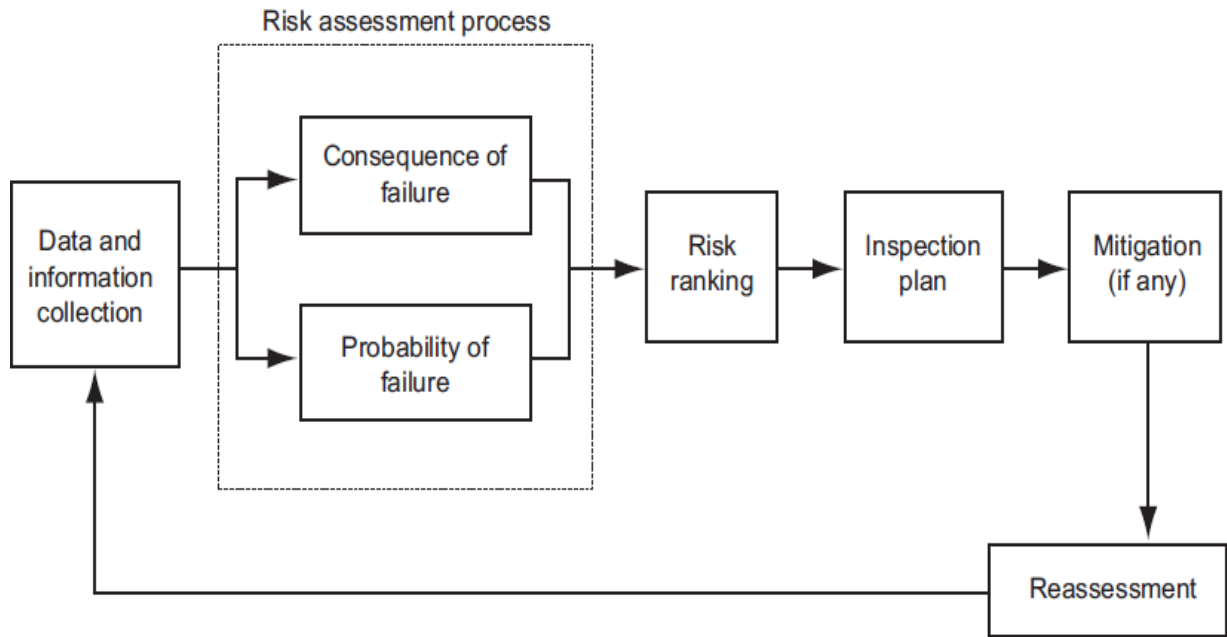 Risk assessment process
Consequence of
failure
Data and
information
collection
Probability of
failure
Risk
ranking
Inspection
plan
Mitigation
(if any)
Reassessment